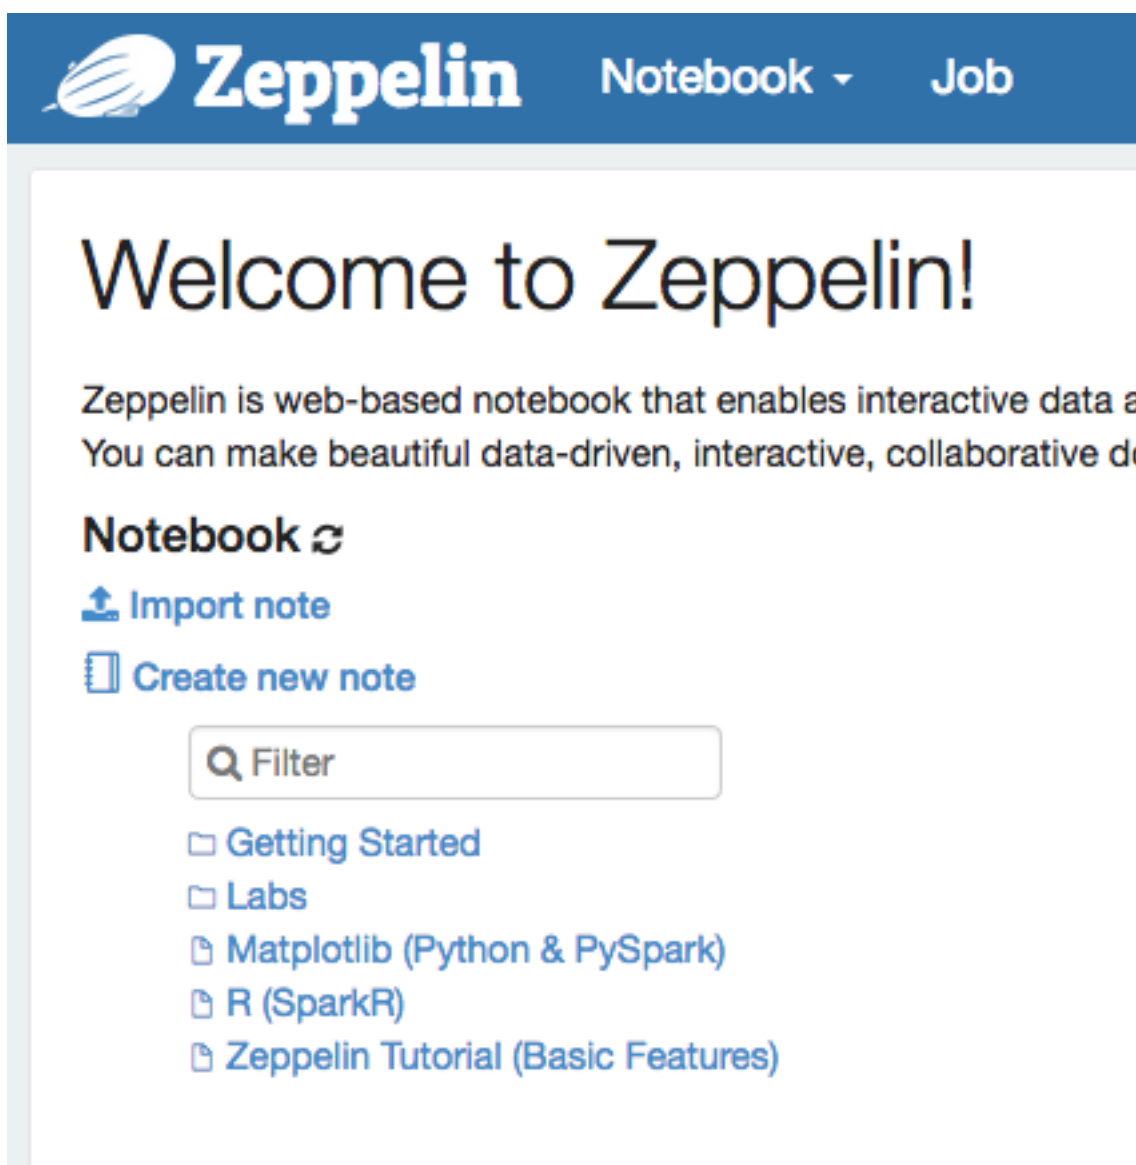 Zeppelin Notebook Job
Welcome to Zeppelin!
Zeppelin is web-based notebook that enables interactive data
You can make beautiful data-driven, interactive, collaborative
Notebook
Import note
Create new note
Filter
Getting Started
Labs
Matplotlib (Python & PySpark)
R (SparkR)
Zeppelin Tutorial (Basic Features)